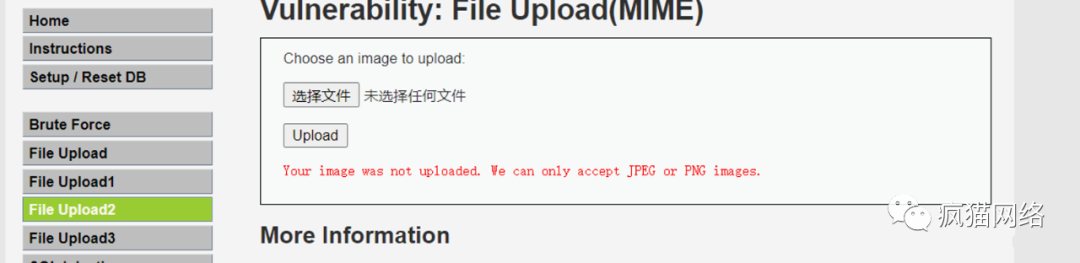 Home
Instructions
Setup / Reset DB
Brute Force
File Upload
File Upload1
File Upload2
File Upload3
Vulnerability: File Upload(MIME)
Choose an image to upload:
选择文件 未选择任何文件
Upload
Your image was not uploaded. We can only accept JPEG or PNG images.
More Information
疯猫网络